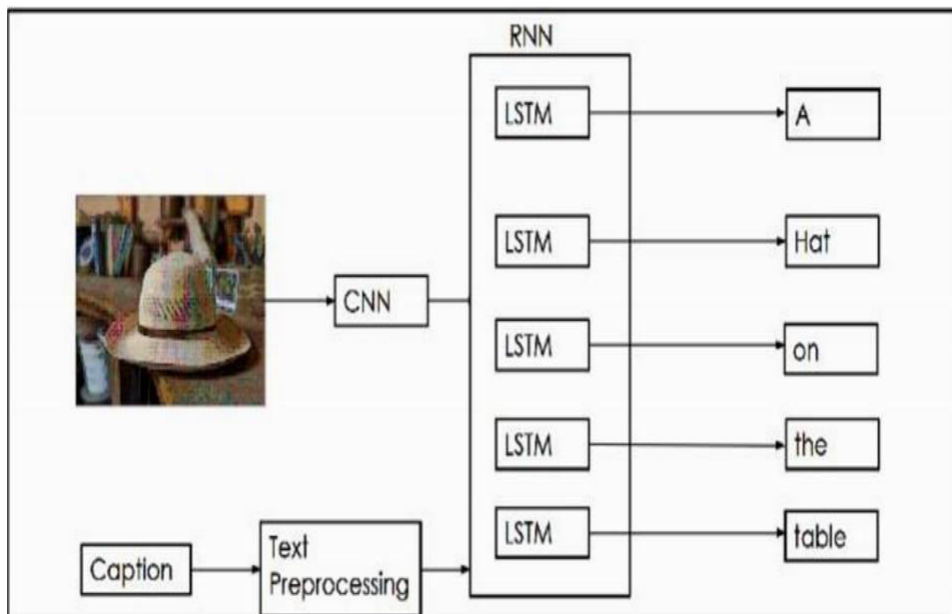 RNN
LSTM
A
LSTM
Hat
CNN
LSTM
on
LSTM
the
LSTM
table
Caption
Text
Preprocessing